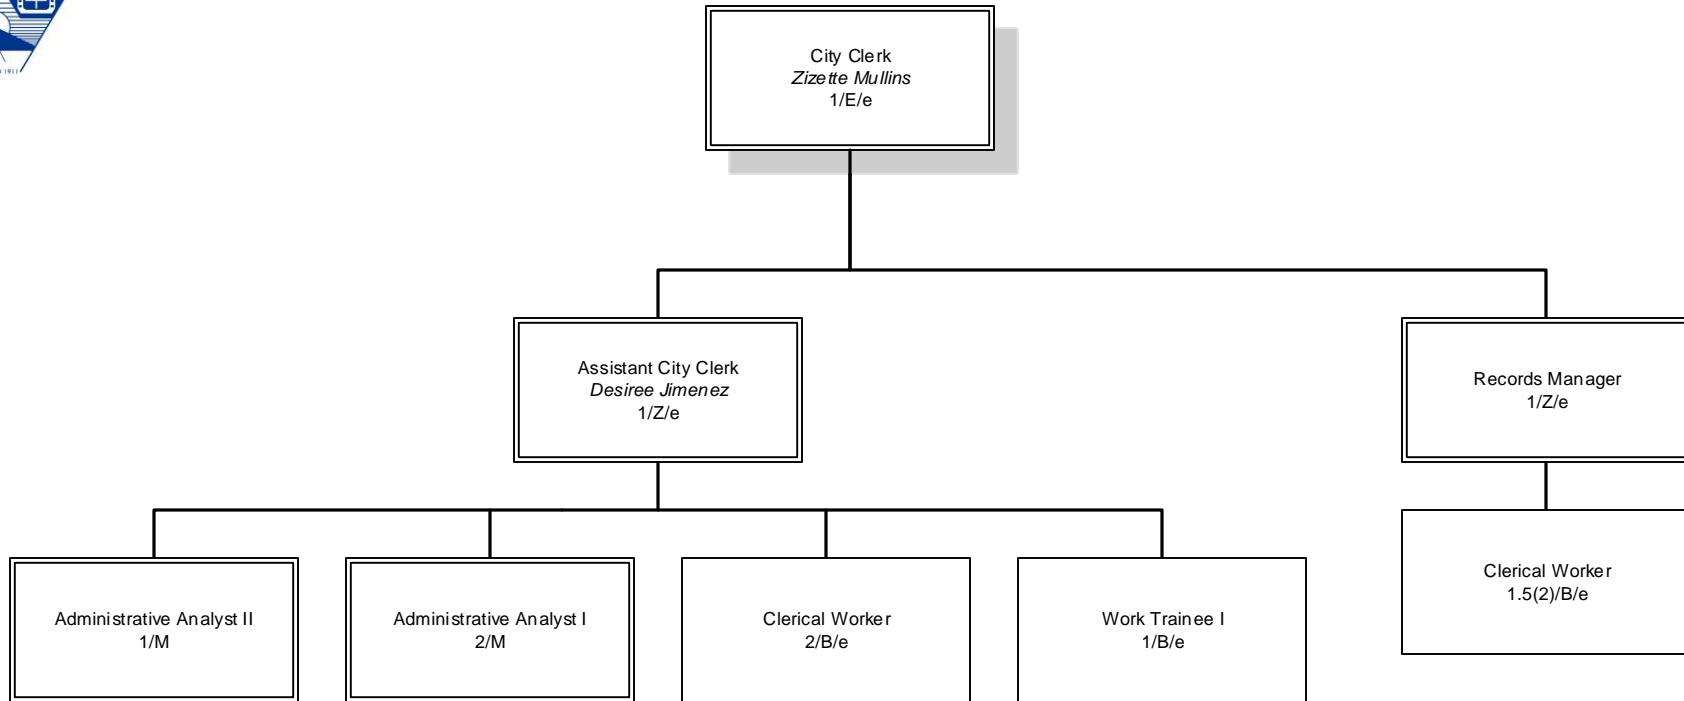 1911
City Clerk
Zizette Mullins
1/E/e
Assistant City Clerk
Desiree Jimenez
1/Z/e
Records Manager
1/Z/e
Administrative Analyst II
1/M
Administrative Analyst I
2/M
Clerical Worker
2/B/e
Work Trainee I
1/B/e
Clerical Worker
1.5(2)/B/e